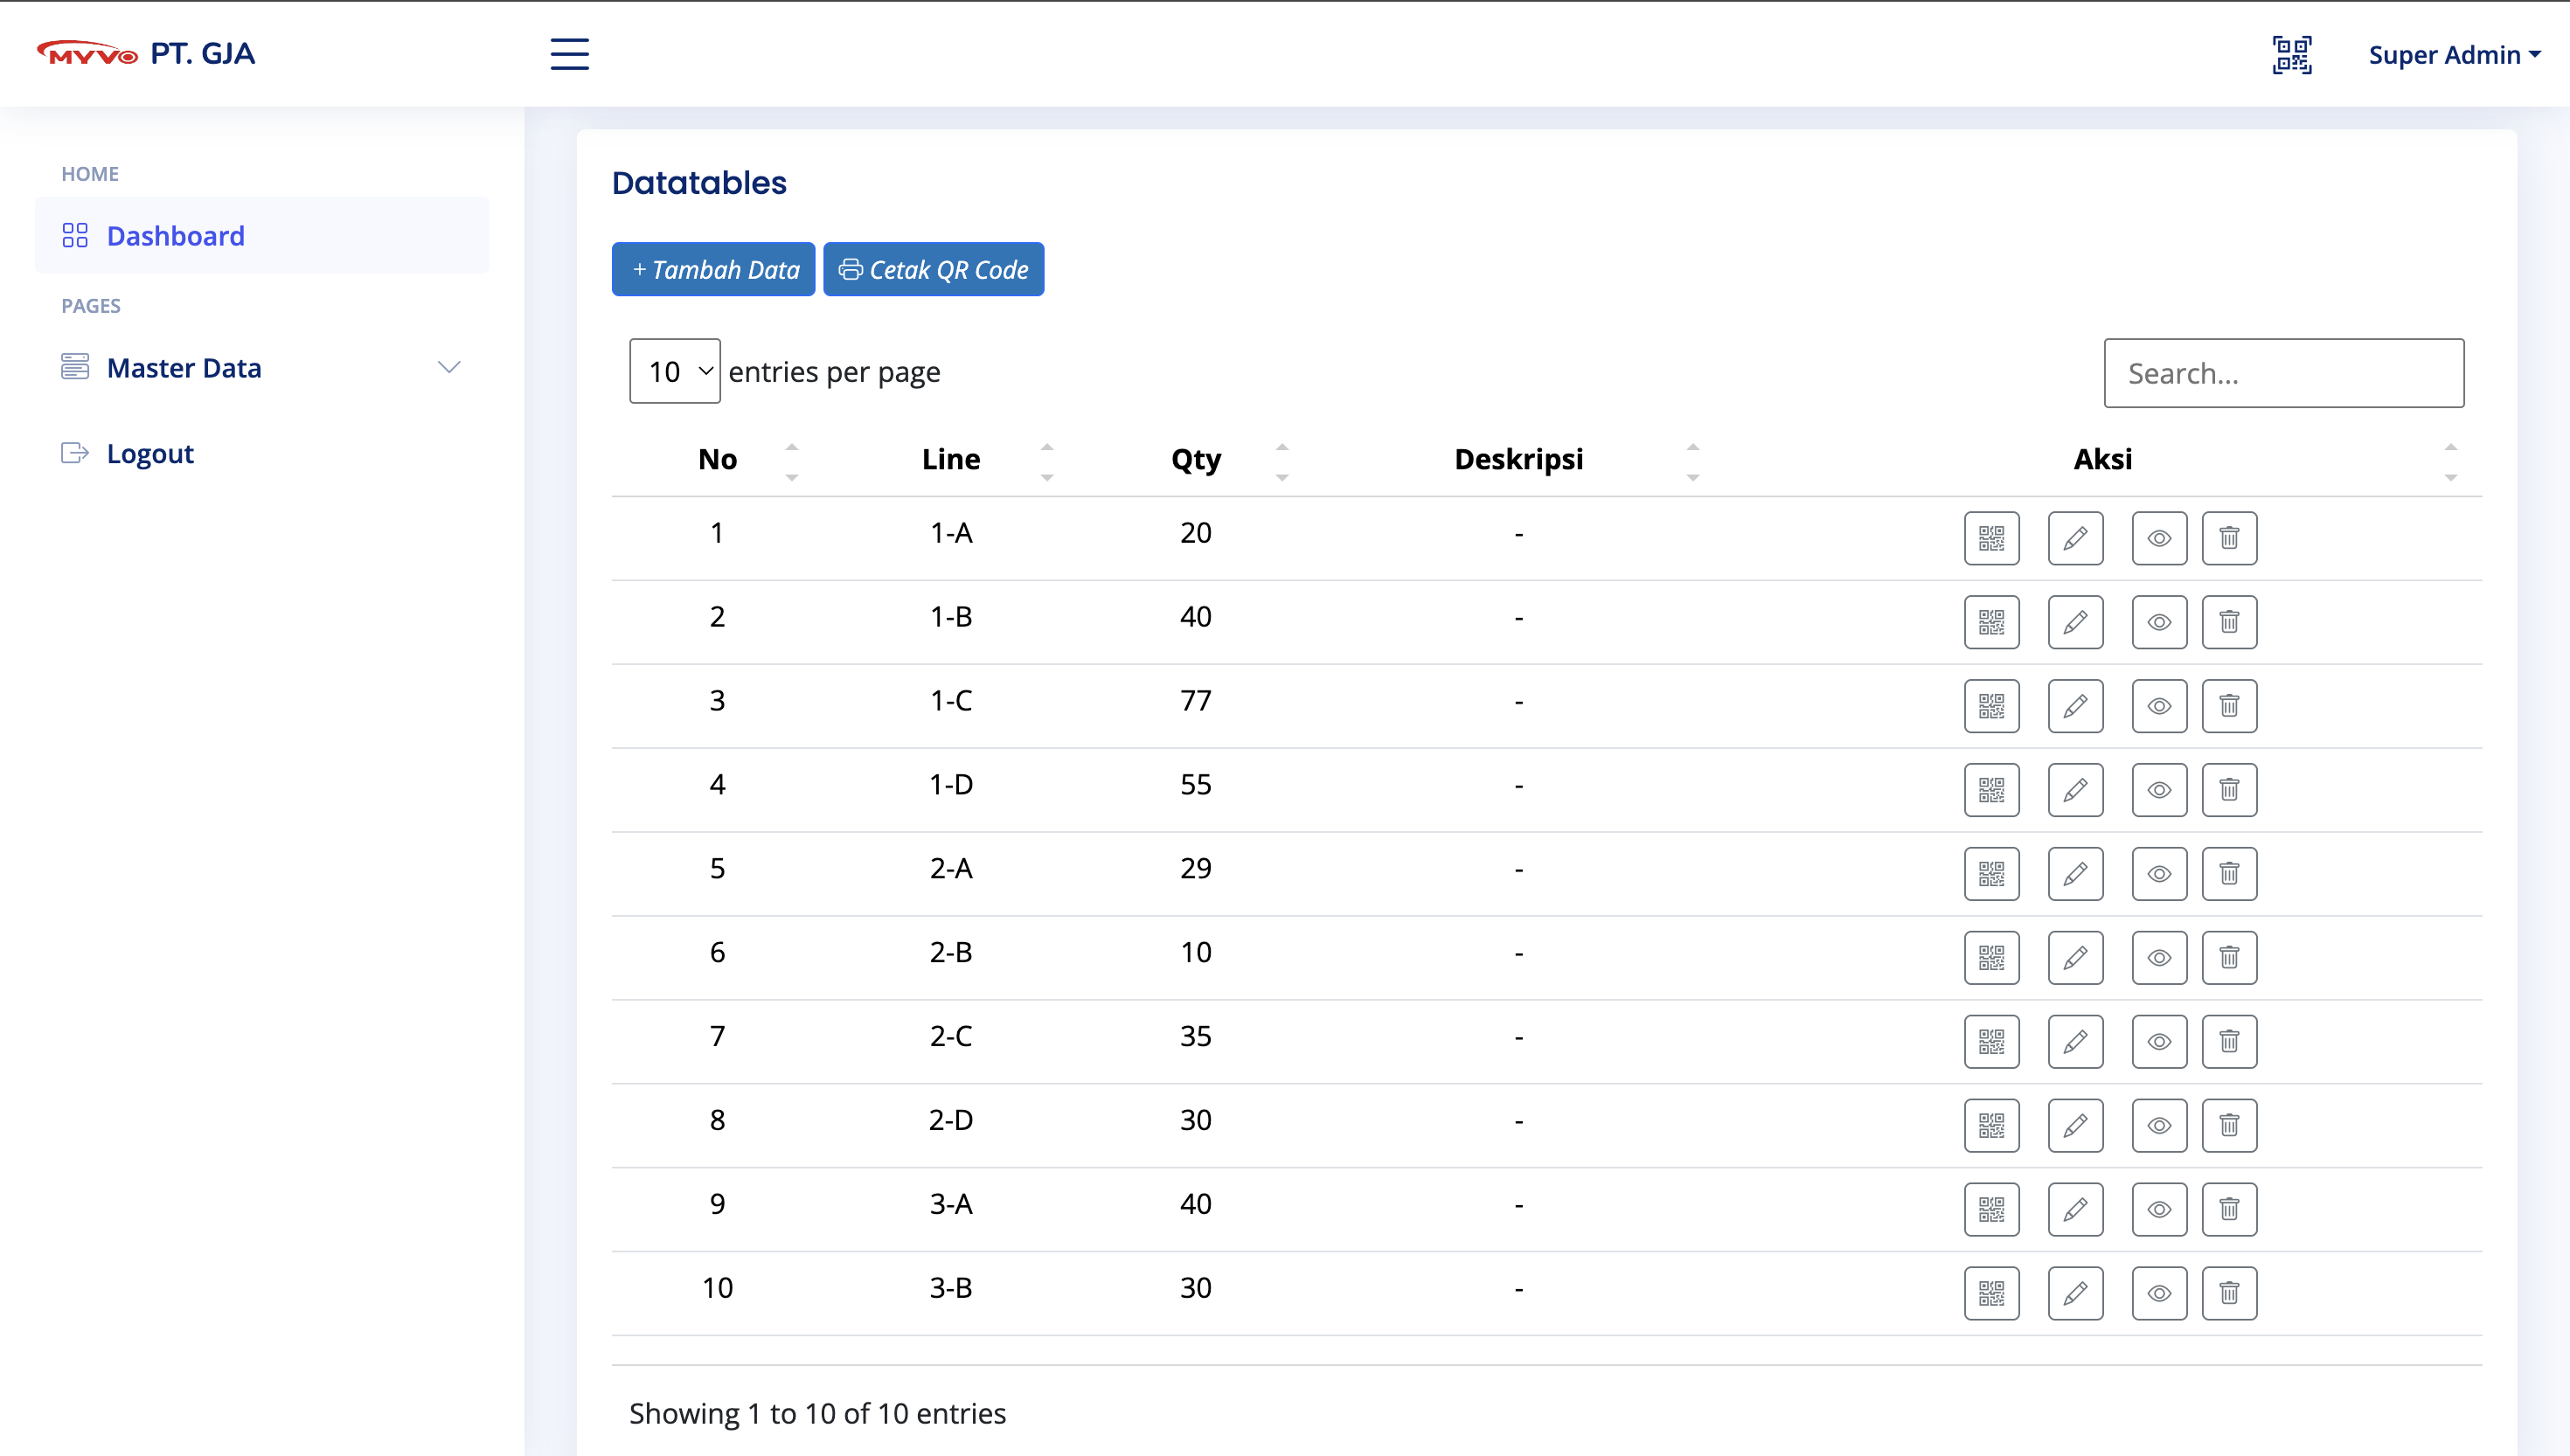 MYVO PT. GJA
Super Admin
HOME
Dashboard
PAGES
Master Data
Logout
Datatables
+ Tambah Data
Cetak QR Code
10 entries per page
Search...
No Line Qty Deskripsi Aksi
1 1-A 20 -
2 1-B 40 -
3 1-C 77 -
4 1-D 55 -
5 2-A 29 -
6 2-B 10 -
7 2-C 35 -
8 2-D 30 -
9 3-A 40 -
10 3-B 30 -
Showing 1 to 10 of 10 entries